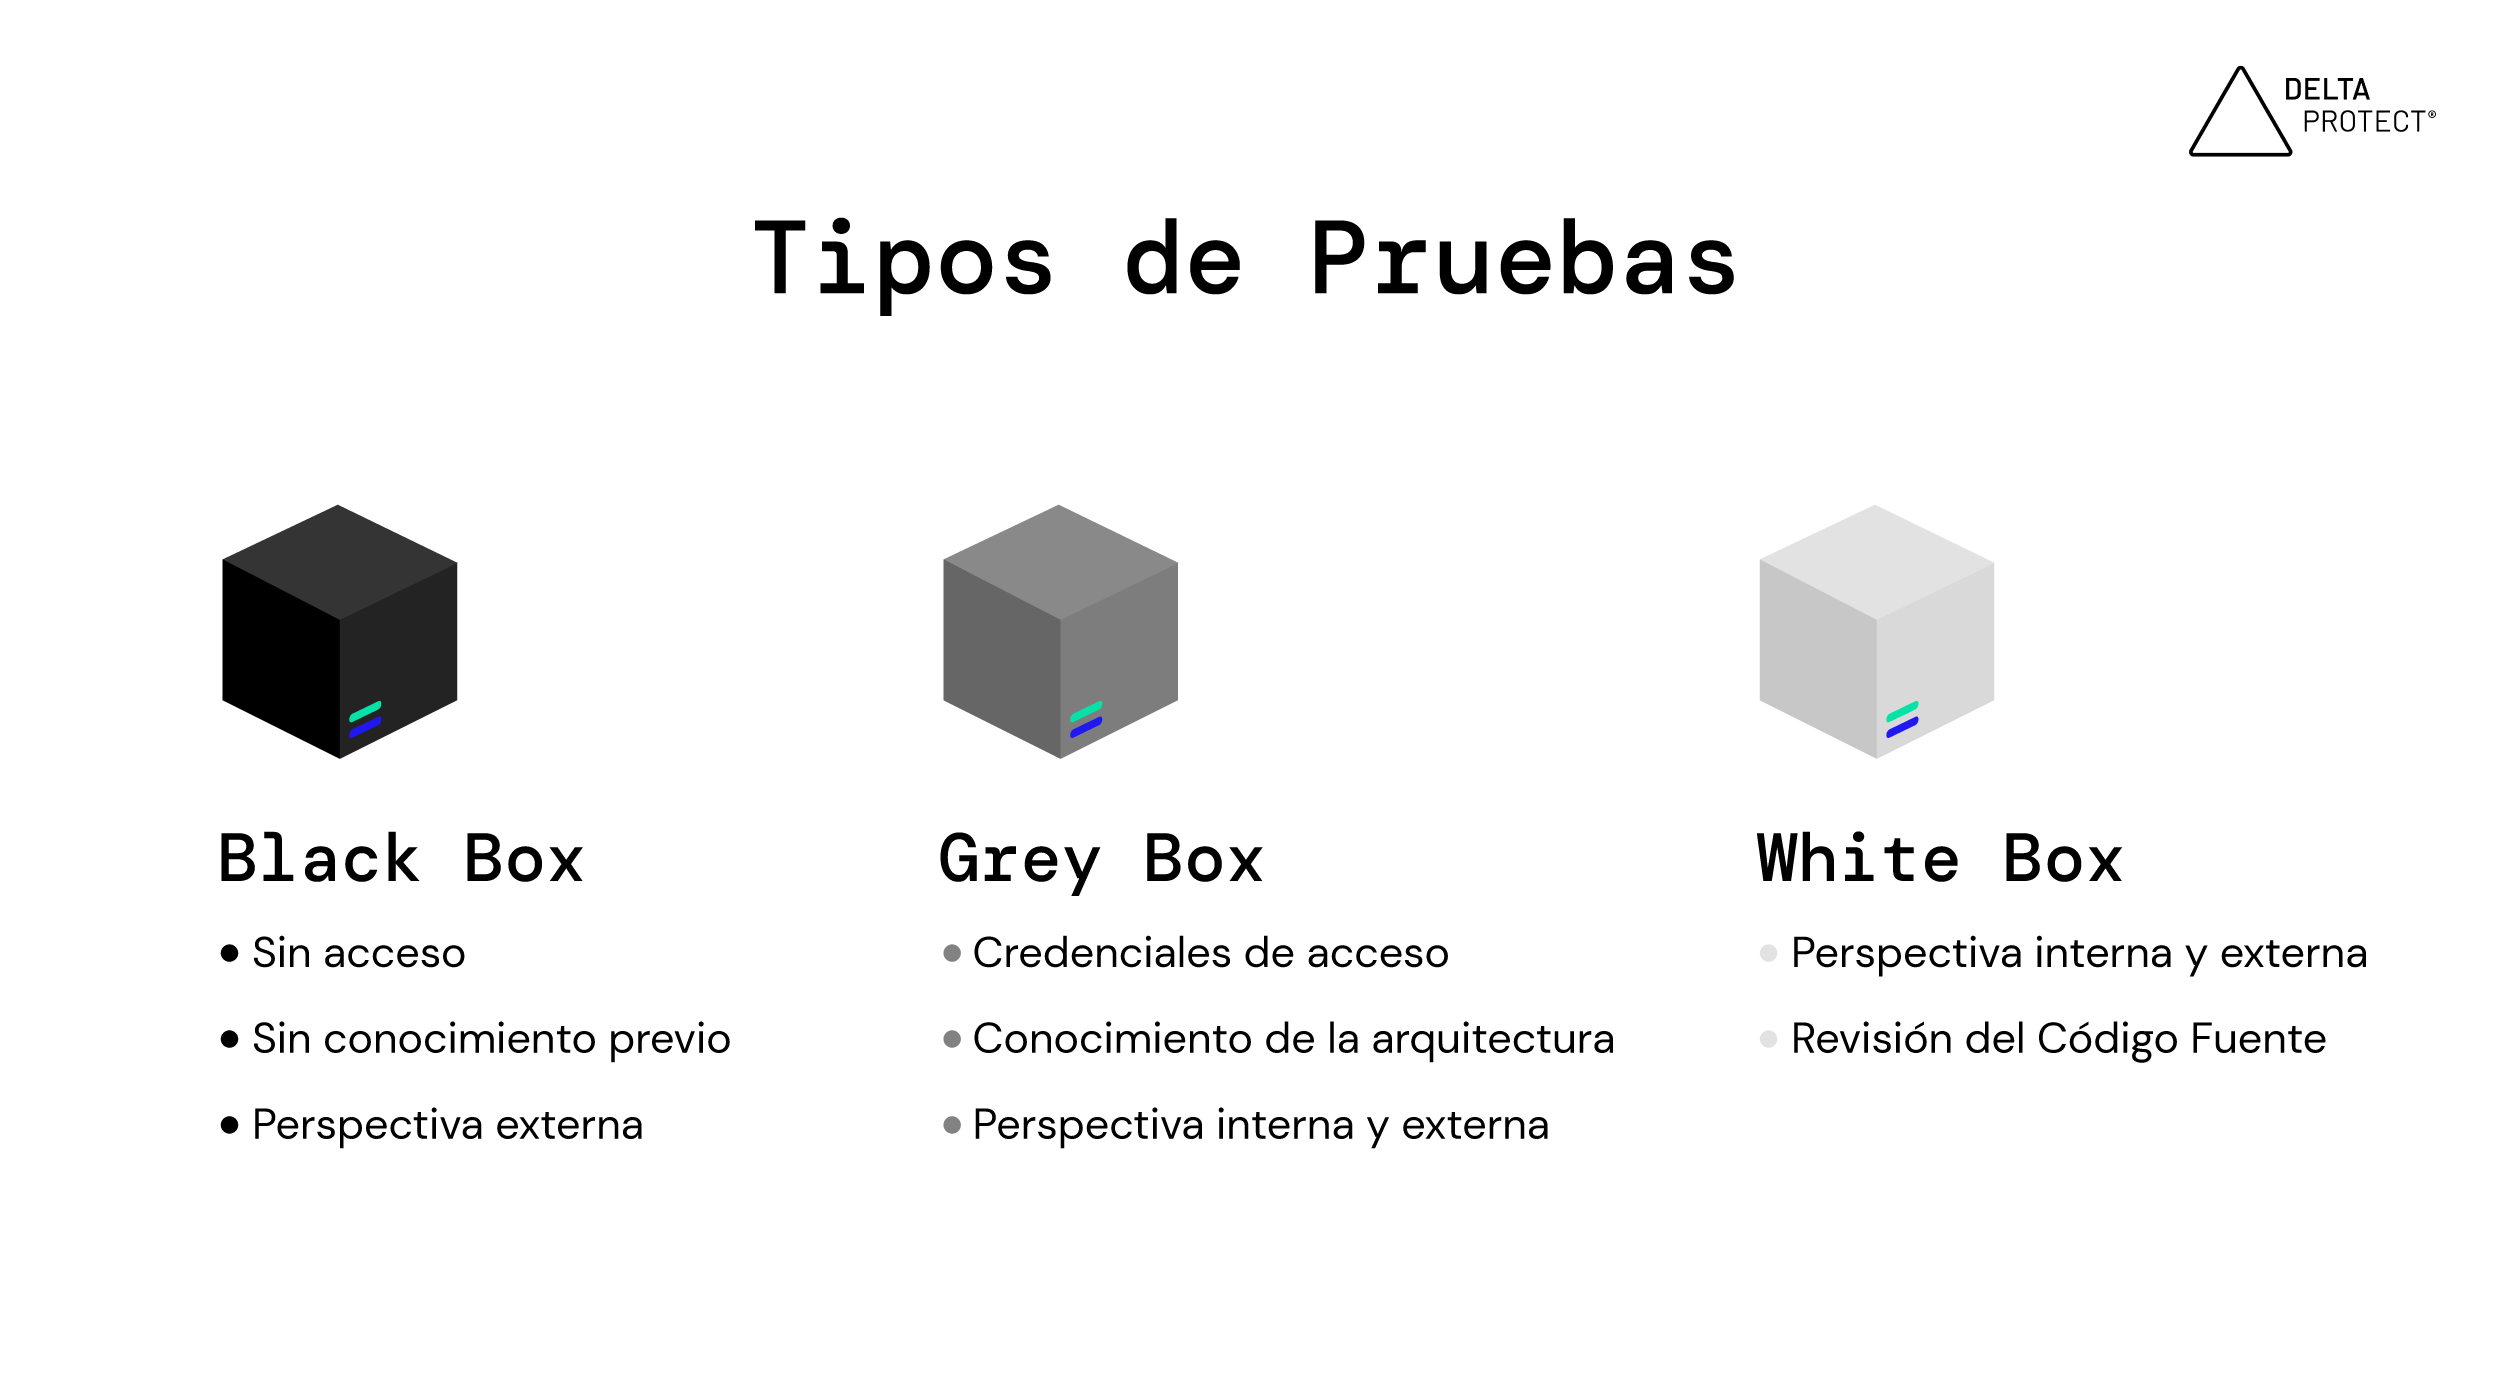 DELTA
PROTECT®
Tipos de Pruebas
Black Box
• Sin acceso
• Sin conocimiento previo
• Perspectiva externa
Grey Box
• Credenciales de acceso
• Conocimiento de la arquitectura
• Perspectiva interna y externa
White Box
• Perspectiva interna y externa
• Revisión del Código Fuente